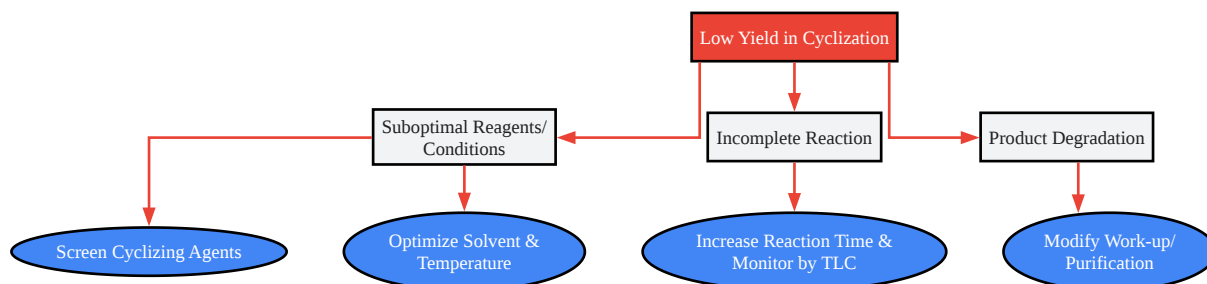 Low Yield in Cyclization
Suboptimal Reagents/
Conditions
Incomplete Reaction
Product Degradation
Screen Cyclizing Agents
Optimize Solvent &
Temperature
Increase Reaction Time &
Monitor by TLC
Modify Work-up/
Purification